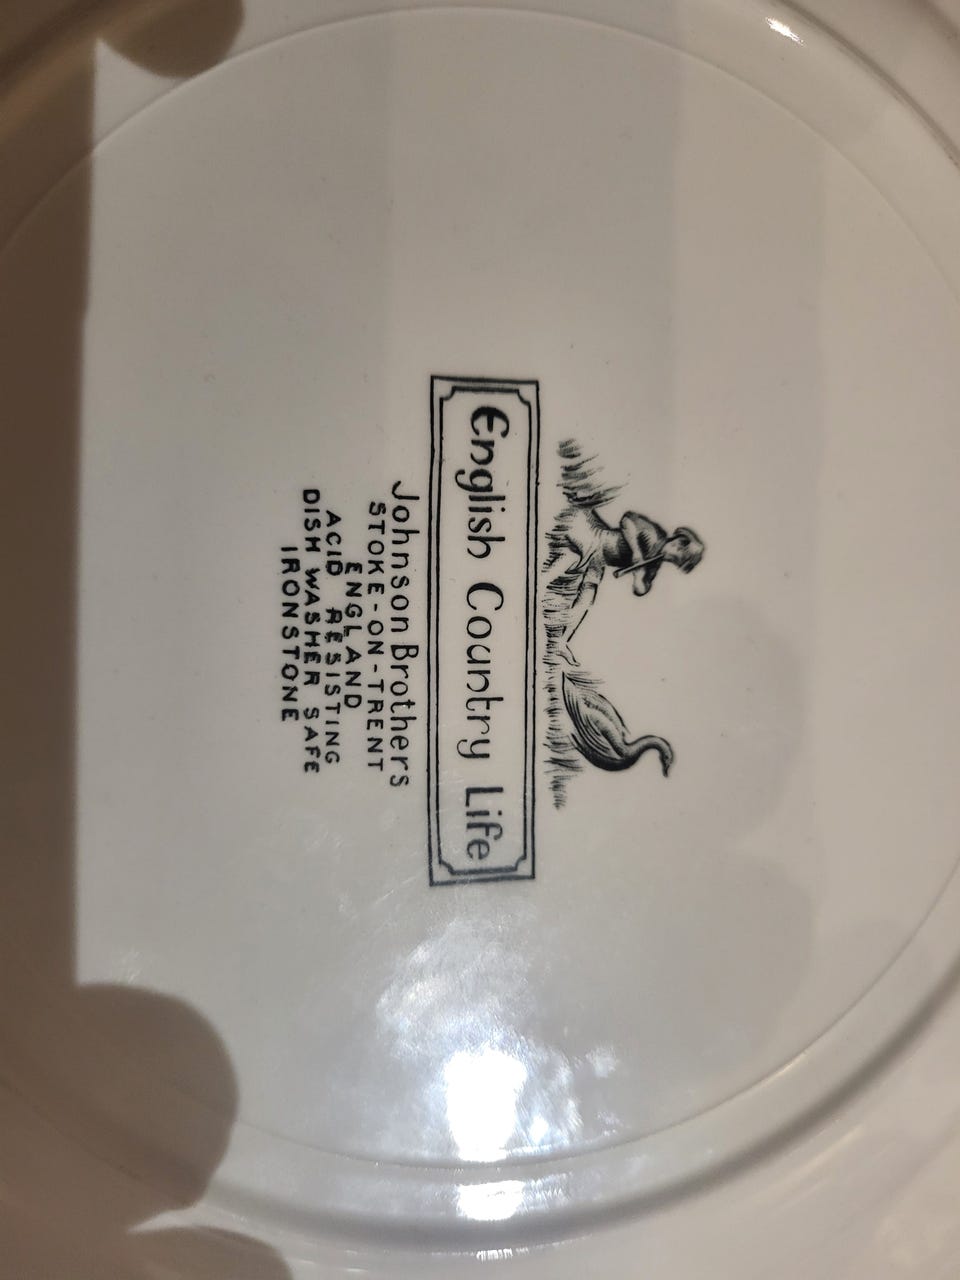 English Country Life
Johnson Brothers
STOKE-ON-TRENT
ENGLAND
ACID RESISTING
DISH WASHER SAFE
IRONSTONE